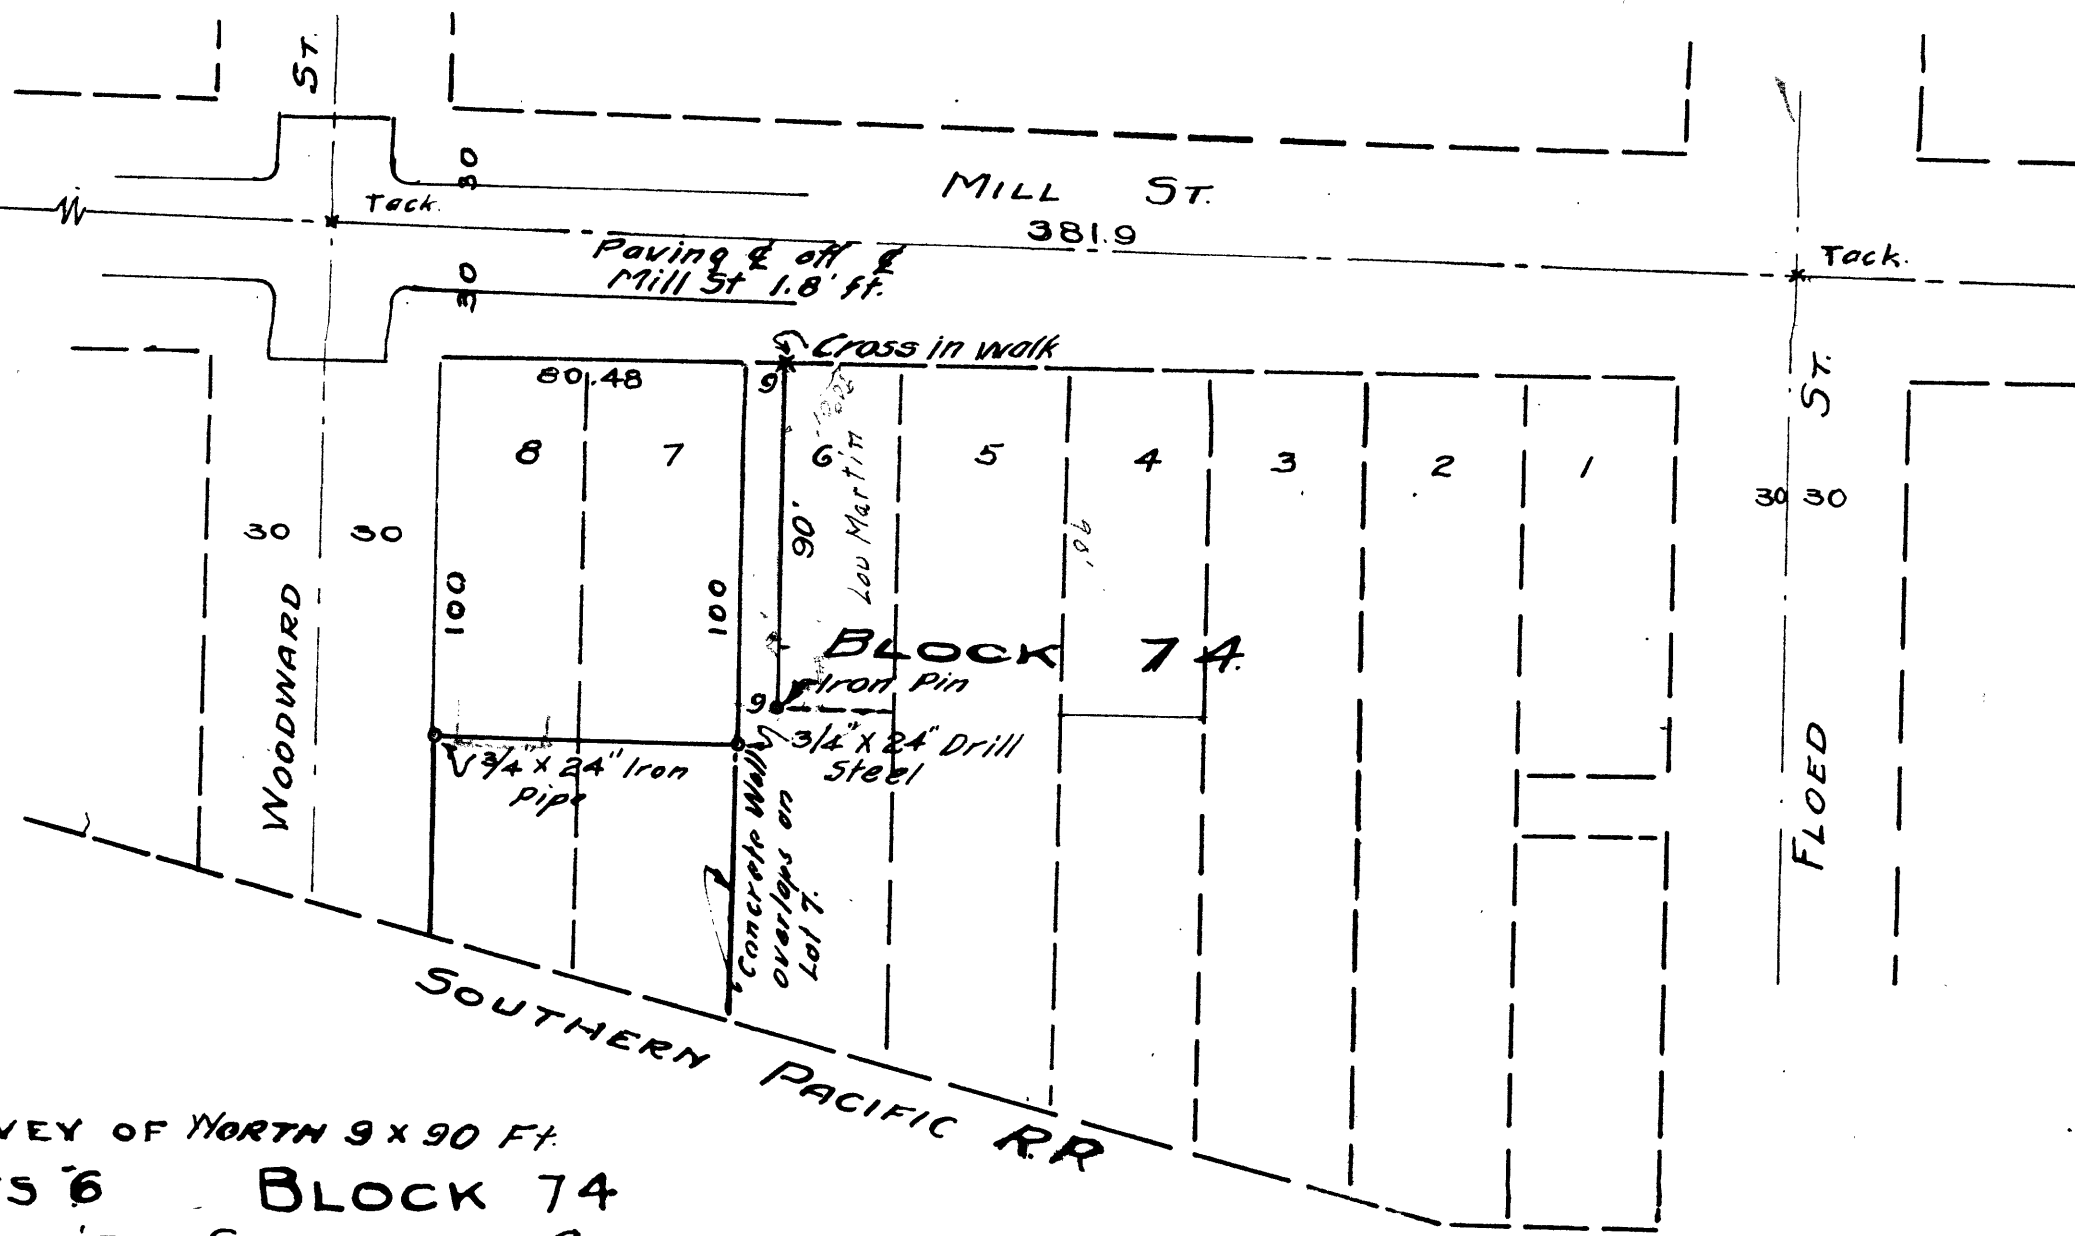 ST.
30
MILL ST.
Tack.
381.9
Paving ℄ off ℄
Mill St 1.8' ft.
Tack.
30
Cross in walk
80.48
9
ST.
8
7
6
5
4
3
2
1
30 30
30 30
90'
Lou Martin
90'
100
100
WOODWARD
BLOCK 74.
Iron Pin
9
3/4" X 24" Drill
Steel
3/4" X 24" Iron
Pipe
Concrete Wall
overlaps on
Lot 7.
FLOED
SOUTHERN PACIFIC R.R
VEY OF NORTH 9 X 90 Ft.
S 6 BLOCK 74